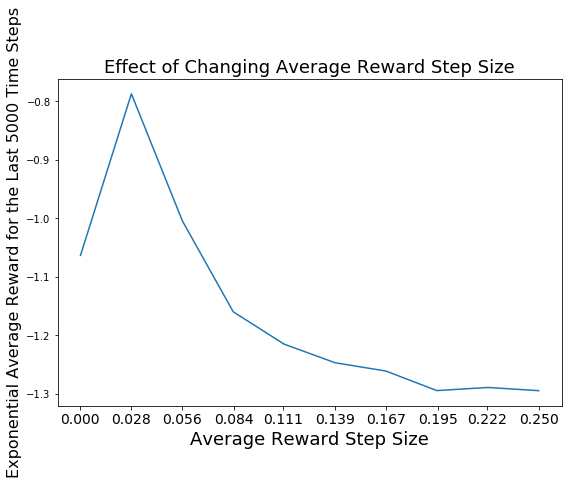 Effect of Changing Average Reward Step Size
Exponential Average Reward for the Last 5000 Time Steps
−0.8
−0.9
−1.0
−1.1
−1.2
−1.3
0.000 0.028 0.056 0.084 0.111 0.139 0.167 0.195 0.222 0.250
Average Reward Step Size